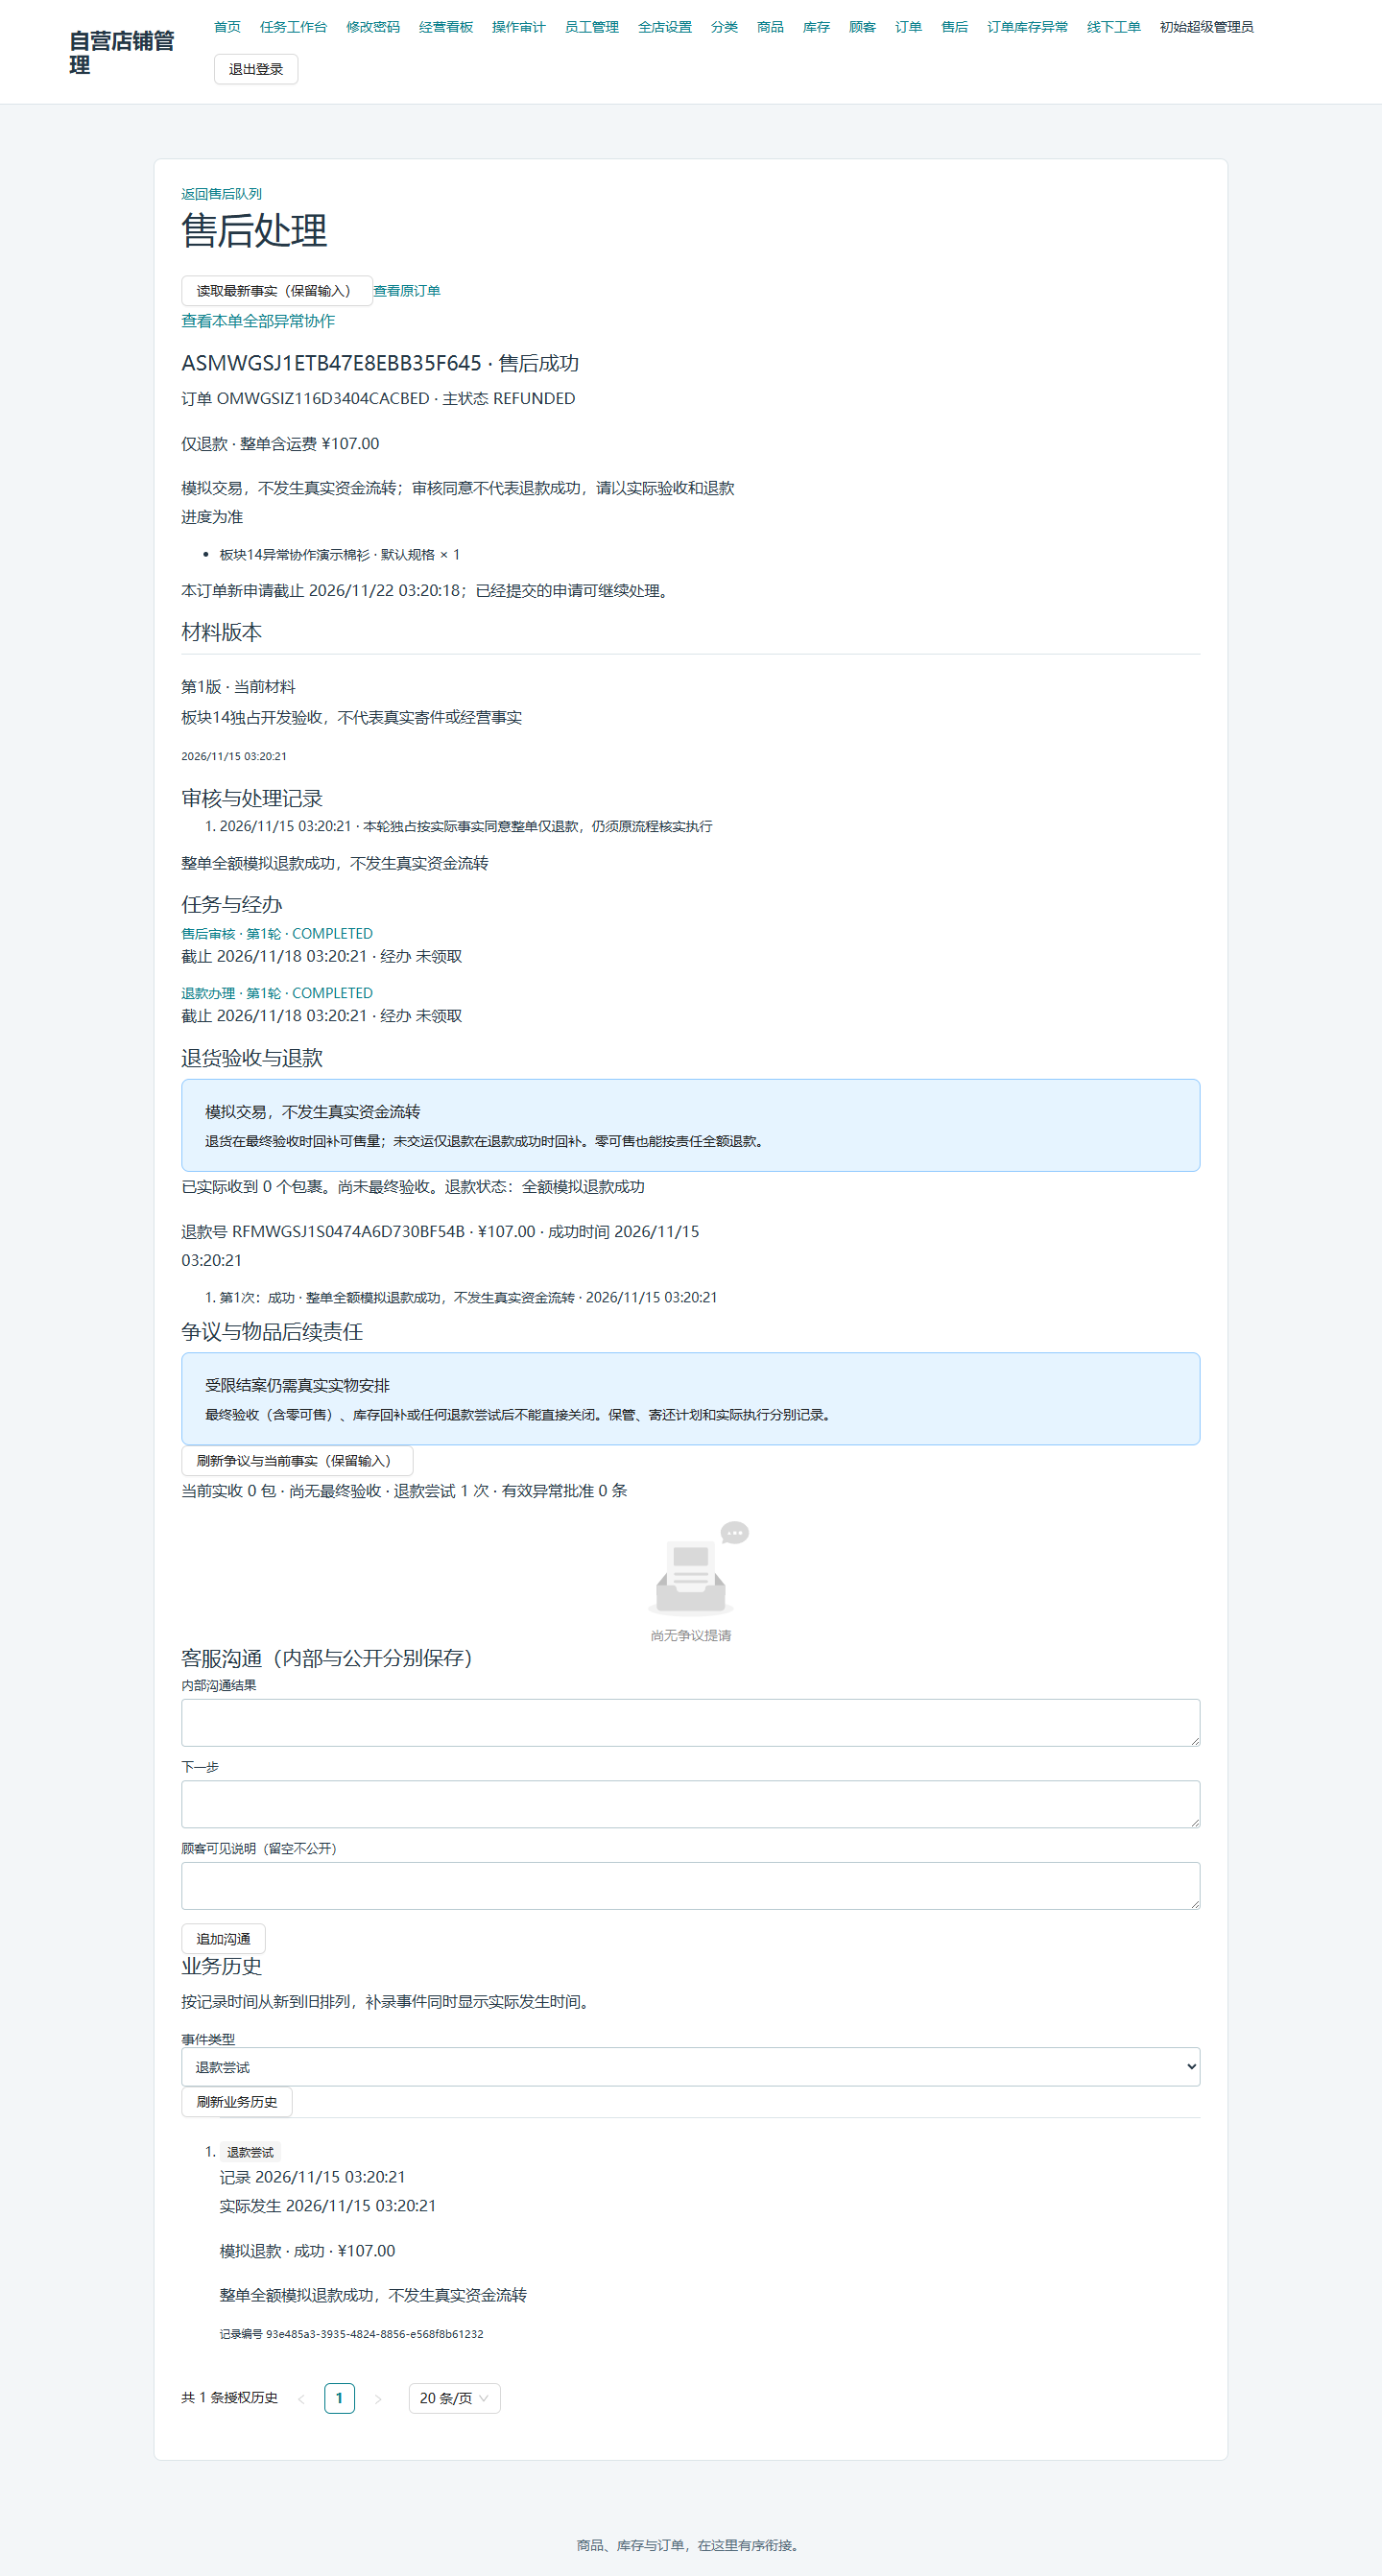 自营店铺管
理
首页 任务工作台 修改密码 经营看板 操作审计 员工管理 全店设置 分类 商品 库存 顾客 订单 售后 订单库存异常 线下工单 初始超级管理员
退出登录
返回售后队列
售后处理
读取最新事实（保留输入） 查看原订单
查看本单全部异常协作
ASMWGSJ1ETB47E8EBB35F645 · 售后成功
订单 OMWGSIZ116D3404CACBED · 主状态 REFUNDED
仅退款 · 整单含运费 ¥107.00
模拟交易，不发生真实资金流转；审核同意不代表退款成功，请以实际验收和退款
进度为准
• 板块14异常协作演示棉衫 · 默认规格 × 1
本订单新申请截止 2026/11/22 03:20:18；已经提交的申请可继续处理。
材料版本
第1版 · 当前材料
板块14独占开发验收，不代表真实寄件或经营事实
2026/11/15 03:20:21
审核与处理记录
1. 2026/11/15 03:20:21 · 本轮独占按实际事实同意整单仅退款，仍须原流程核实执行
整单全额模拟退款成功，不发生真实资金流转
任务与经办
售后审核 · 第1轮 · COMPLETED
截止 2026/11/18 03:20:21 · 经办 未领取
退款办理 · 第1轮 · COMPLETED
截止 2026/11/18 03:20:21 · 经办 未领取
退货验收与退款
模拟交易，不发生真实资金流转
退货在最终验收时回补可售量；未交运仅退款在退款成功时回补。零可售也能按责任全额退款。
已实际收到 0 个包裹。尚未最终验收。退款状态：全额模拟退款成功
退款号 RFMWGSJ1S0474A6D730BF54B · ¥107.00 · 成功时间 2026/11/15
03:20:21
1. 第1次：成功 · 整单全额模拟退款成功，不发生真实资金流转 · 2026/11/15 03:20:21
争议与物品后续责任
受限结案仍需真实实物安排
最终验收（含零可售）、库存回补或任何退款尝试后不能直接关闭。保管、寄还计划和实际执行分别记录。
刷新争议与当前事实（保留输入）
当前实收 0 包 · 尚无最终验收 · 退款尝试 1 次 · 有效异常批准 0 条
尚无争议提请
客服沟通（内部与公开分别保存）
内部沟通结果
下一步
顾客可见说明（留空不公开）
追加沟通
业务历史
按记录时间从新到旧排列，补录事件同时显示实际发生时间。
事件类型
退款尝试
刷新业务历史
1. 退款尝试
记录 2026/11/15 03:20:21
实际发生 2026/11/15 03:20:21
模拟退款 · 成功 · ¥107.00
整单全额模拟退款成功，不发生真实资金流转
记录编号 93e485a3-3935-4824-8856-e568f8b61232
共 1 条授权历史 < 1 > 20 条/页
商品、库存与订单，在这里有序衔接。